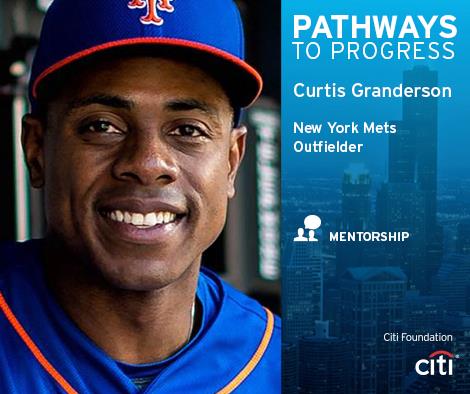 PATHWAYS
TO PROGRESS
Curtis Granderson
New York Mets
Outfielder
MENTORSHIP
Citi Foundation
citi